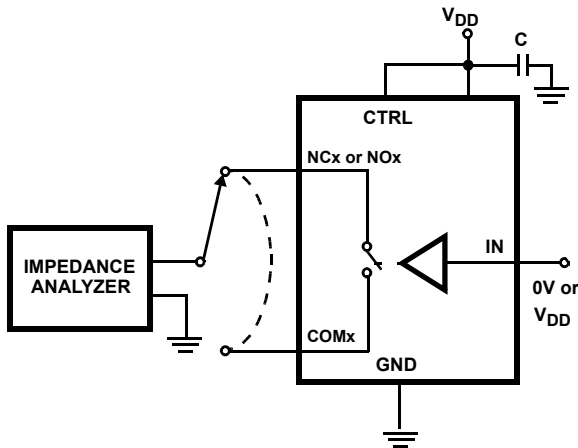 VDD
C
CTRL
NCx or NOx
IMPEDANCE
ANALYZER
IN
0V or
VDD
COMx
GND